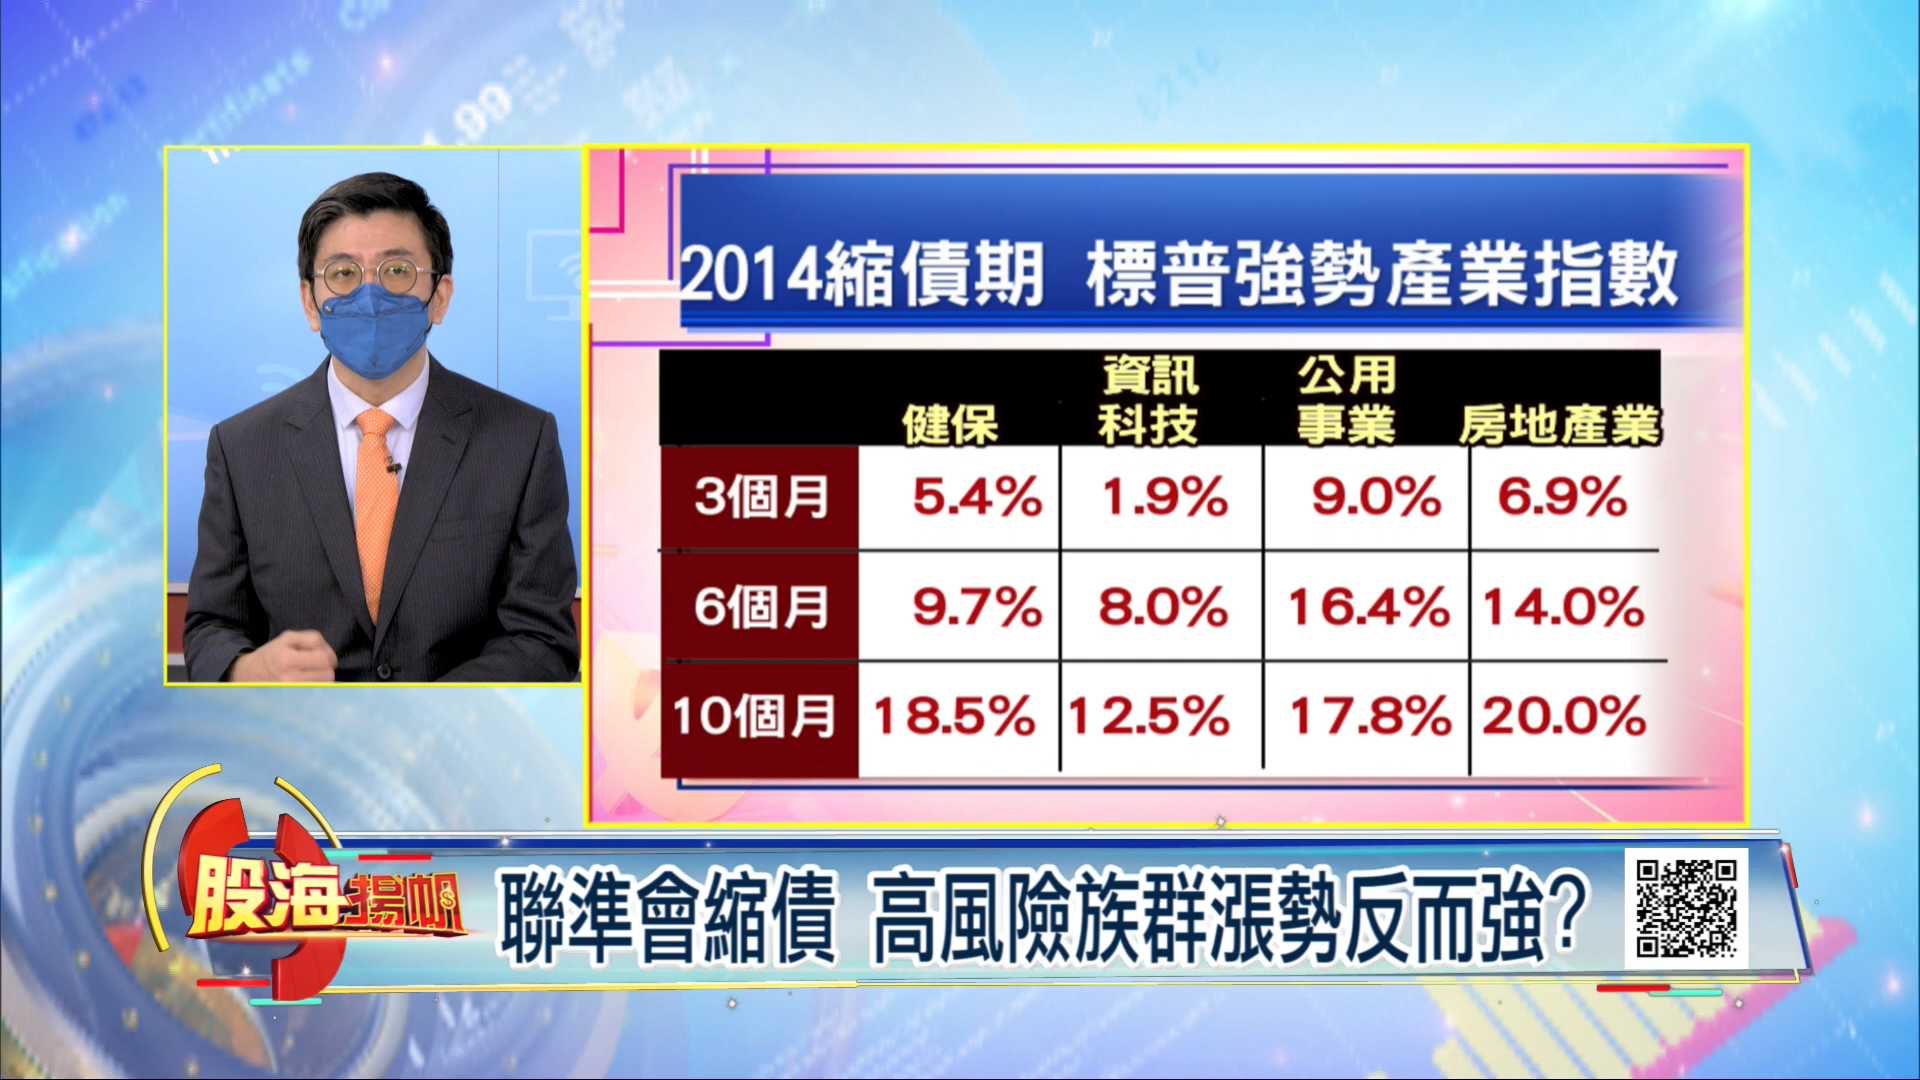 2014縮債期 標普強勢產業指數
健保 資訊科技 公用事業 房地產業
3個月 5.4% 1.9% 9.0% 6.9%
6個月 9.7% 8.0% 16.4% 14.0%
10個月 18.5% 12.5% 17.8% 20.0%
股海揚帆
聯準會縮債 高風險族群漲勢反而強?